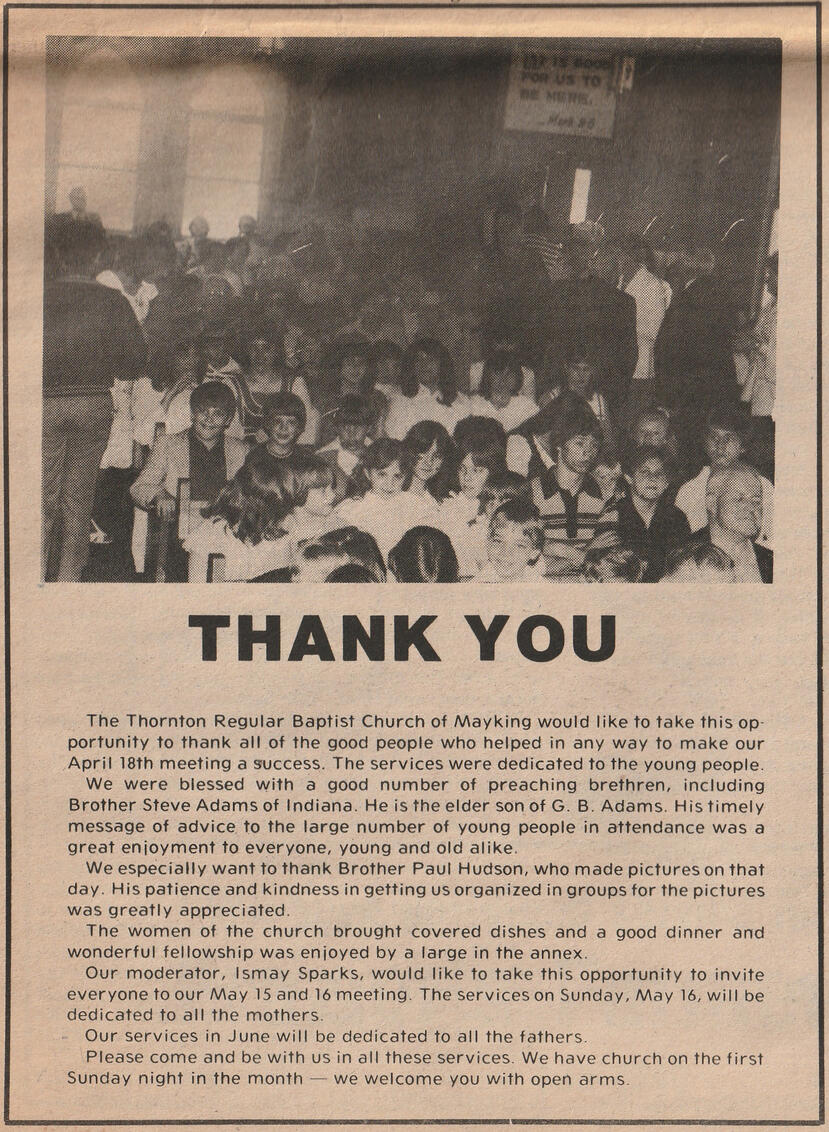 IT IS GOOD
FOR US TO
BE HERE.
Mark 9:5
THANK YOU
The Thornton Regular Baptist Church of Mayking would like to take this op-
portunity to thank all of the good people who helped in any way to make our
April 18th meeting a success. The services were dedicated to the young people.
We were blessed with a good number of preaching brethren, including
Brother Steve Adams of Indiana. He is the elder son of G. B. Adams. His timely
message of advice to the large number of young people in attendance was a
great enjoyment to everyone, young and old alike.
We especially want to thank Brother Paul Hudson, who made pictures on that
day. His patience and kindness in getting us organized in groups for the pictures
was greatly appreciated.
The women of the church brought covered dishes and a good dinner and
wonderful fellowship was enjoyed by a large in the annex.
Our moderator, Ismay Sparks, would like to take this opportunity to invite
everyone to our May 15 and 16 meeting. The services on Sunday, May 16, will be
dedicated to all the mothers.
Our services in June will be dedicated to all the fathers.
Please come and be with us in all these services. We have church on the first
Sunday night in the month — we welcome you with open arms.